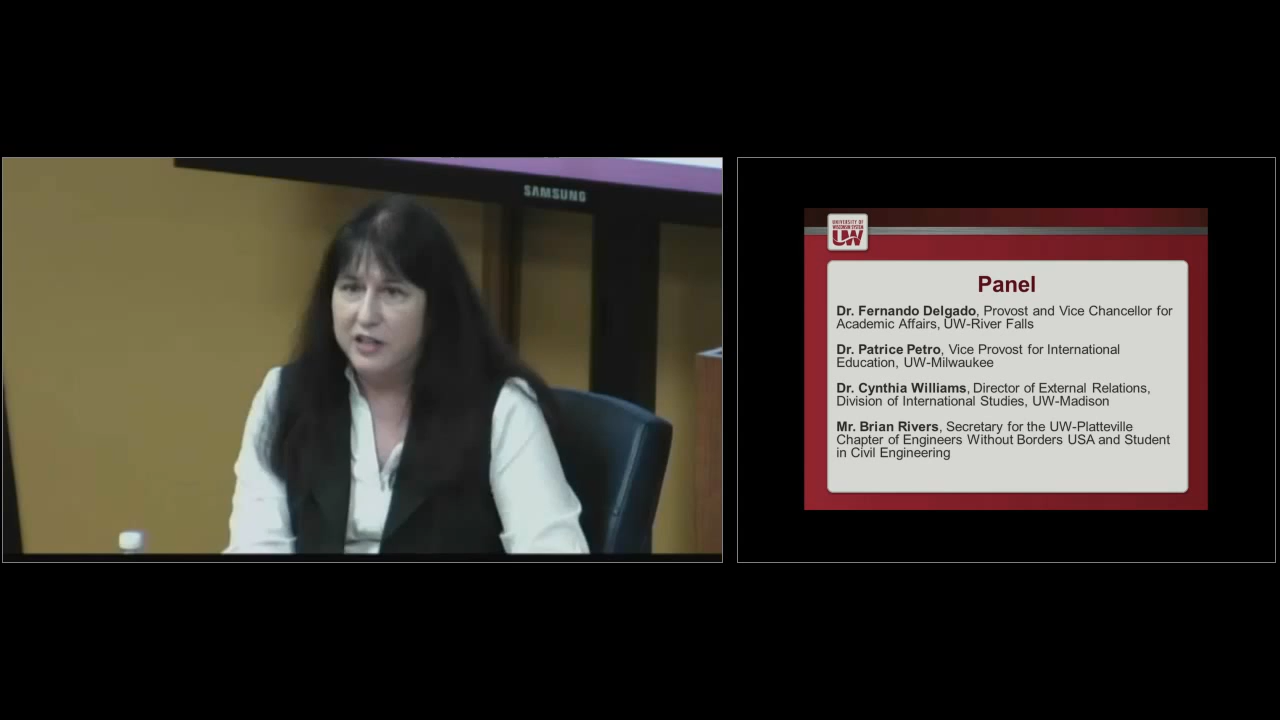 SAMSUNG
UNIVERSITY OF
WISCONSIN SYSTEM
UW
Panel
Dr. Fernando Delgado, Provost and Vice Chancellor for
Academic Affairs, UW-River Falls
Dr. Patrice Petro, Vice Provost for International
Education, UW-Milwaukee
Dr. Cynthia Williams, Director of External Relations,
Division of International Studies, UW-Madison
Mr. Brian Rivers, Secretary for the UW-Platteville
Chapter of Engineers Without Borders USA and Student
in Civil Engineering